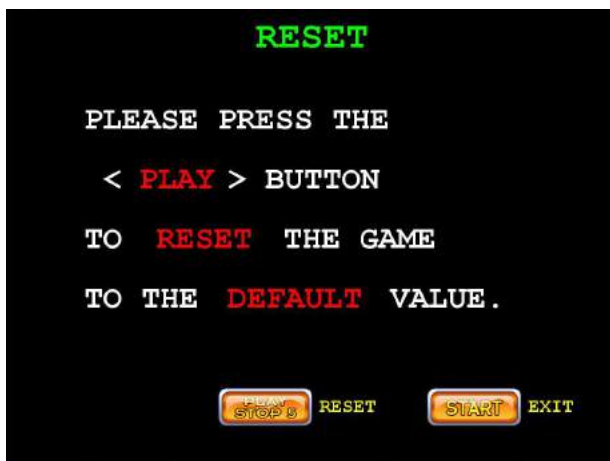 RESET
PLEASE PRESS THE
< PLAY > BUTTON
TO RESET THE GAME
TO THE DEFAULT VALUE.
PLAY
STOP 5 RESET START EXIT